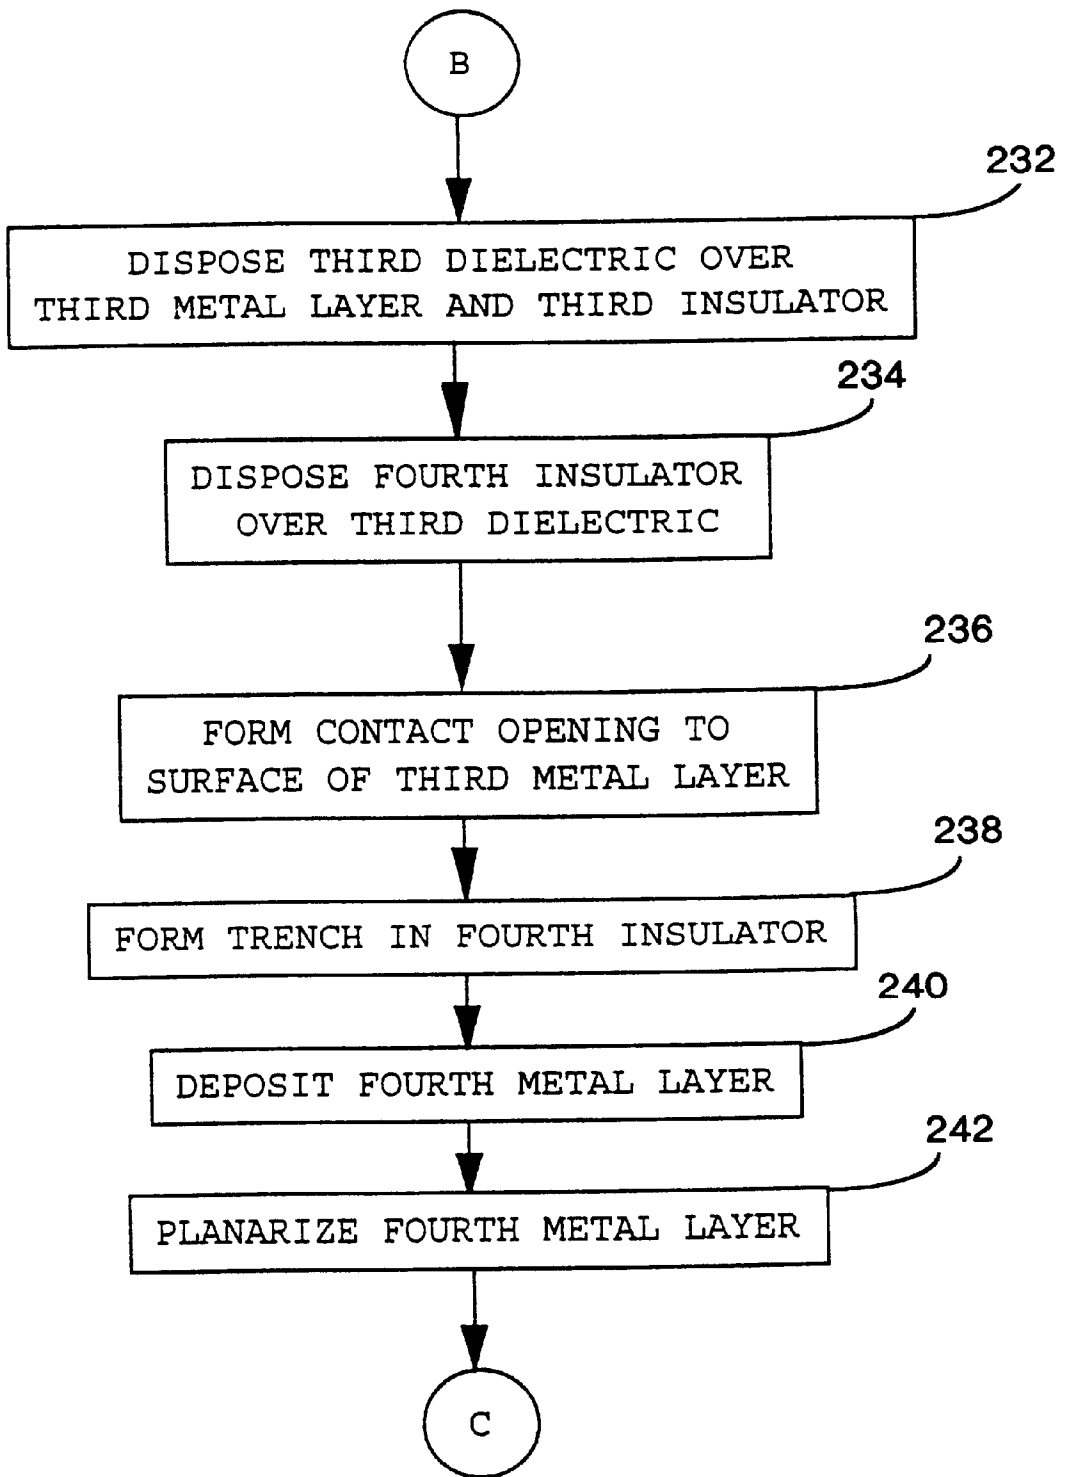 B
232
DISPOSE THIRD DIELECTRIC OVER
THIRD METAL LAYER AND THIRD INSULATOR
234
DISPOSE FOURTH INSULATOR
OVER THIRD DIELECTRIC
236
FORM CONTACT OPENING TO
SURFACE OF THIRD METAL LAYER
238
FORM TRENCH IN FOURTH INSULATOR
240
DEPOSIT FOURTH METAL LAYER
242
PLANARIZE FOURTH METAL LAYER
C